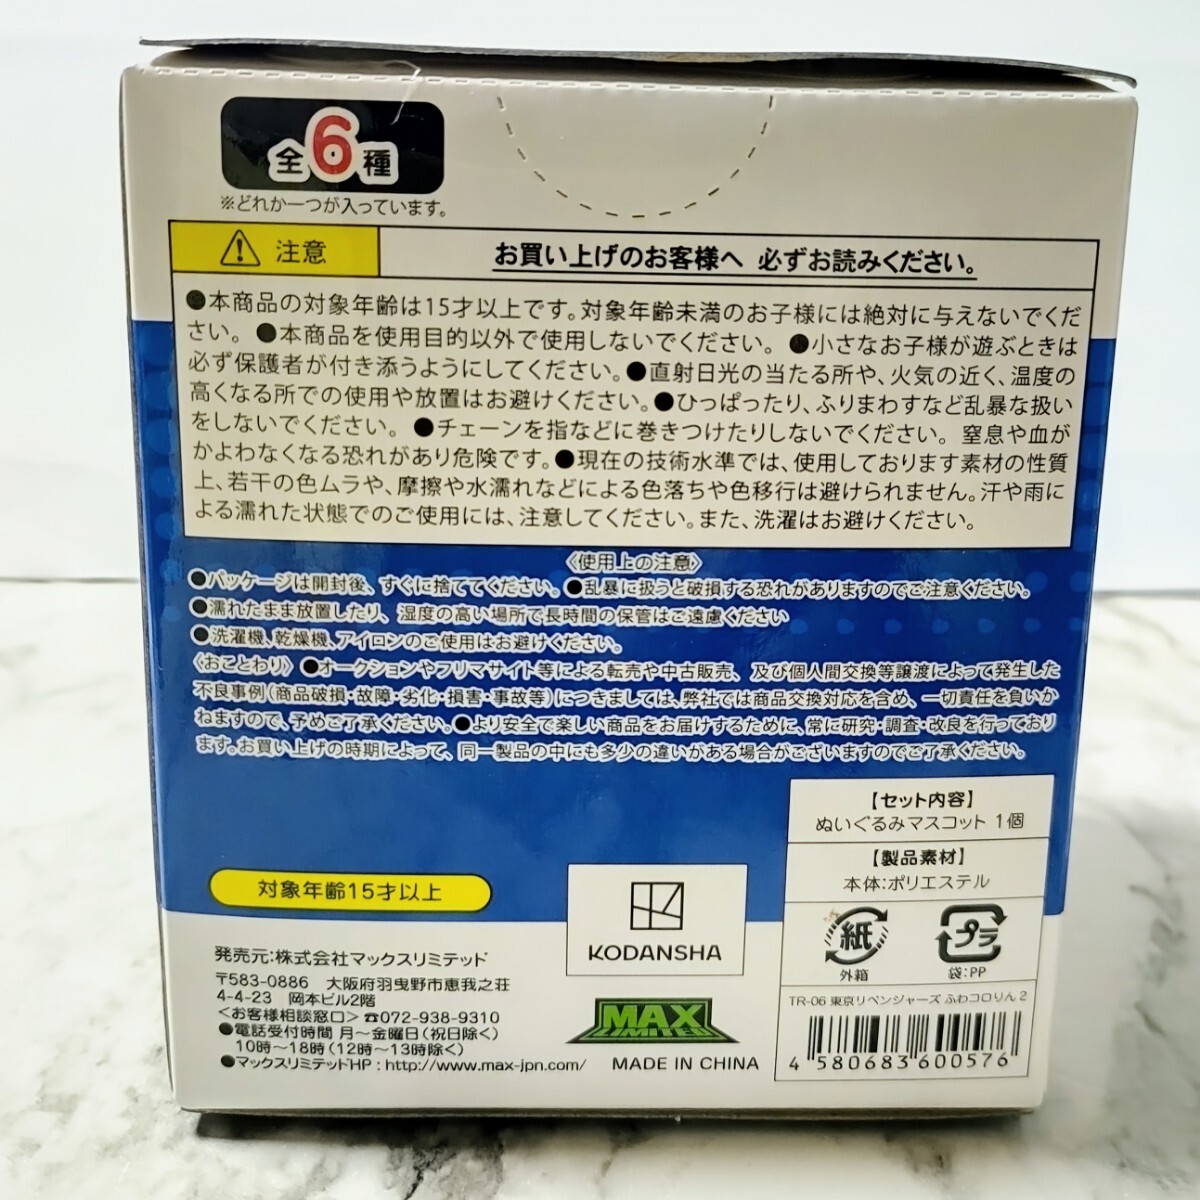 全6種
※どれか一つが入っています。
注意
お買い上げのお客様へ 必ずお読みください。
●本商品の対象年齢は15才以上です。対象年齢未満のお子様には絶対に与えないでくだ
さい。 ●本商品を使用目的以外で使用しないでください。 ●小さなお子様が遊ぶときは
必ず保護者が付き添うようにしてください。●直射日光の当たる所や、火気の近く、温度の
高くなる所での使用や放置はお避けください。●ひっぱったり、ふりまわすなど乱暴な扱い
をしないでください。 ●チェーンを指などに巻きつけたりしないでください。窒息や血が
かよわなくなる恐れがあり危険です。●現在の技術水準では、使用しております素材の性質
上、若干の色ムラや、摩擦や水濡れなどによる色落ちや色移行は避けられません。汗や雨に
よる濡れた状態でのご使用には、注意してください。また、洗濯はお避けください。
〈使用上の注意〉
●パッケージは開封後、すぐに捨ててください。●乱暴に扱うと破損する恐れがありますのでご注意ください。
●濡れたまま放置したり、湿度の高い場所で長時間の保管はご遠慮ください
●洗濯機、乾燥機、アイロンのご使用はお避けください。
〈おことわり〉●オークションやフリマサイト等による転売や中古販売、及び個人間交換等譲渡によって発生した
不良事例(商品破損・故障・劣化・損害・事故等)につきましては、弊社では商品交換対応を含め、一切責任を負いか
ねますので、予めご了承ください。●より安全で楽しい商品をお届けするために、常に研究・調査・改良を行っており
ます。お買い上げの時期によって、同一製品の中にも多少の違いがある場合がございますのでご了承ください。
【セット内容】
ぬいぐるみマスコット 1個
【製品素材】
本体:ポリエステル
対象年齢15才以上
KODANSHA
紙
外箱
プラ
袋:PP
発売元:株式会社マックスリミテッド
〒583-0886 大阪府羽曳野市恵我之荘
4-4-23 岡本ビル2階
<お客様相談窓口>☎072-938-9310
●電話受付時間 月〜金曜日(祝日除く)
10時〜18時(12時〜13時除く)
●マックスリミテッドHP：http://www.max-jpn.com/
MAX
LIMITED
MADE IN CHINA
TR-06 東京リベンジャーズ ふわコロりん 2
4 580683 600576